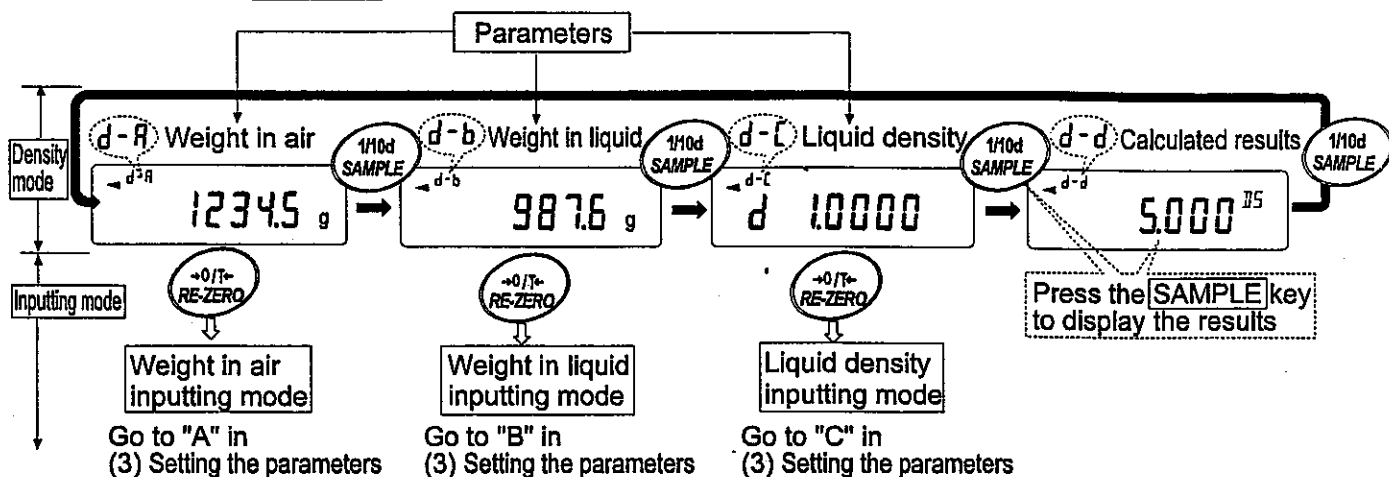 Parameters
Density mode
d-A Weight in air
1/10d SAMPLE
d-b Weight in liquid
1/10d SAMPLE
d-C Liquid density
1/10d SAMPLE
d-d Calculated results
1/10d SAMPLE
d-A
1234.5 g
d-b
987.6 g
d-C
d 1.0000
d-d
5.000 DS
Inputting mode
→0/T← RE-ZERO
→0/T← RE-ZERO
→0/T← RE-ZERO
Press the SAMPLE key
to display the results
Weight in air
inputting mode
Weight in liquid
inputting mode
Liquid density
inputting mode
Go to "A" in
(3) Setting the parameters
Go to "B" in
(3) Setting the parameters
Go to "C" in
(3) Setting the parameters